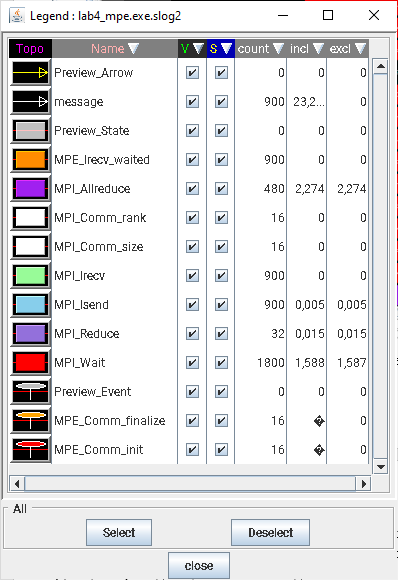 Legend : lab4_mpe.exe.slog2
Topo Name V S count incl excl
Preview_Arrow 0 0 0
message 900 23,2... 0
Preview_State 0 0 0
MPE_Irecv_waited 900 0 0
MPI_Allreduce 480 2,274 2,274
MPI_Comm_rank 16 0 0
MPI_Comm_size 16 0 0
MPI_Irecv 900 0 0
MPI_Isend 900 0,005 0,005
MPI_Reduce 32 0,015 0,015
MPI_Wait 1800 1,588 1,587
Preview_Event 0 0 0
MPE_Comm_finalize 16 � 0
MPE_Comm_init 16 � 0
All
Select Deselect
close